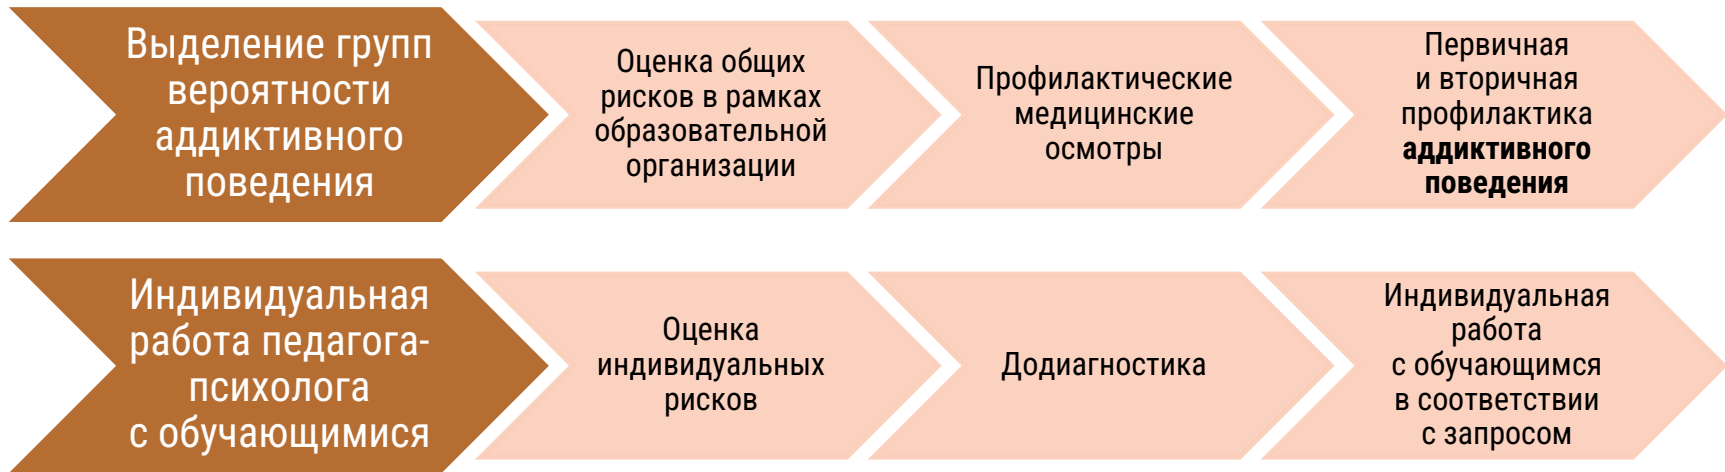 Выделение групп
вероятности
аддиктивного
поведения
Оценка общих
рисков в рамках
образовательной
организации
Профилактические
медицинские
осмотры
Первичная
и вторичная
профилактика
аддиктивного
поведения
Индивидуальная
работа педагога-
психолога
с обучающимися
Оценка
индивидуальных
рисков
Додиагностика
Индивидуальная
работа
с обучающимся
в соответствии
с запросом